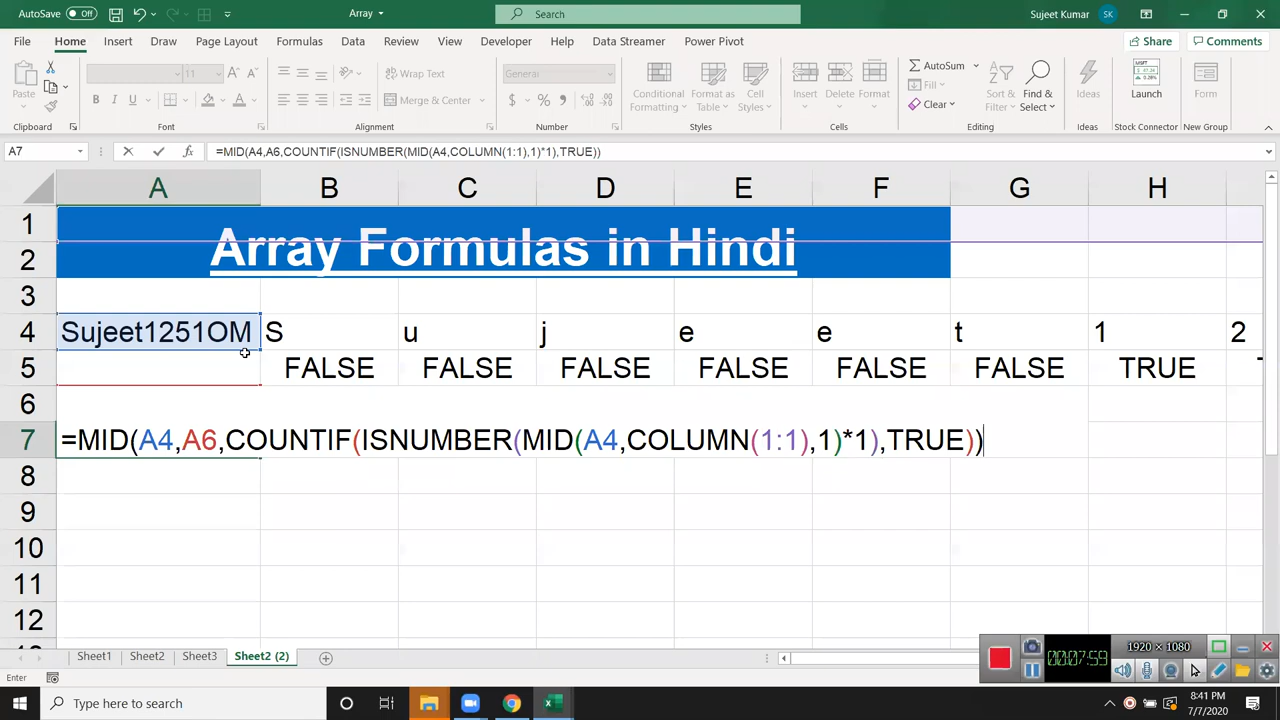 AutoSave Off Array Search Sujeet Kumar SK
File Home Insert Draw Page Layout Formulas Data Review View Developer Help Data Streamer Power Pivot Share Comments
Paste 11 Wrap Text General Conditional Formatting Format as Table Cell Styles Insert Delete Format AutoSum Fill Clear Sort & Filter Find & Select Ideas Launch Form
B I U Merge & Center $ % ,
Clipboard Font Alignment Number Styles Cells Editing Ideas Stock Connector New Group
A7 fx =MID(A4,A6,COUNTIF(ISNUMBER(MID(A4,COLUMN(1:1),1)*1),TRUE))
A B C D E F G H
1
Array Formulas in Hindi
2
3
4 Sujeet1251OM S u j e e t 1 2
5 FALSE FALSE FALSE FALSE FALSE FALSE TRUE T
6
7 =MID(A4,A6,COUNTIF(ISNUMBER(MID(A4,COLUMN(1:1),1)*1),TRUE))
8
9
10
11
12
Sheet1 Sheet2 Sheet3 Sheet2 (2)
1920 × 1080
00:07:59
Enter
Type here to search 8:41 PM
7/7/2020